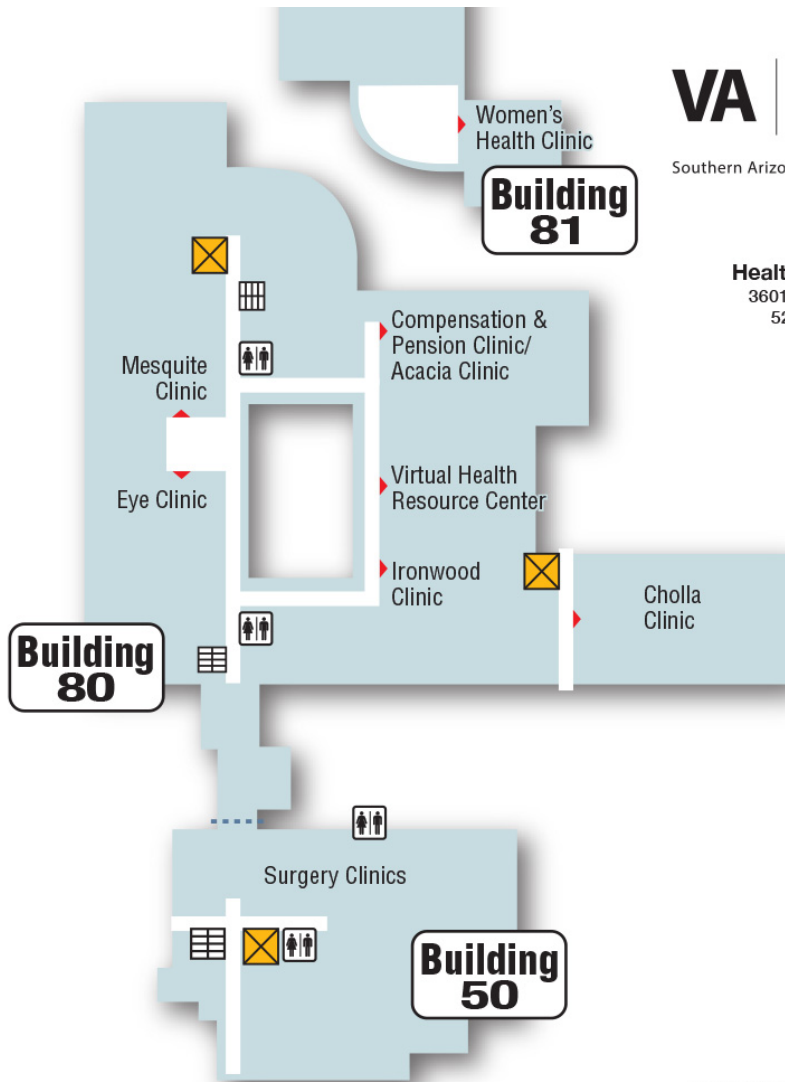 Women's
Health Clinic
VA
Southern Arizo
Building
81
Healt
3601
52
Compensation &
Pension Clinic/
Acacia Clinic
Mesquite
Clinic
Virtual Health
Resource Center
Eye Clinic
Ironwood
Clinic
Cholla
Clinic
Building
80
Surgery Clinics
Building
50